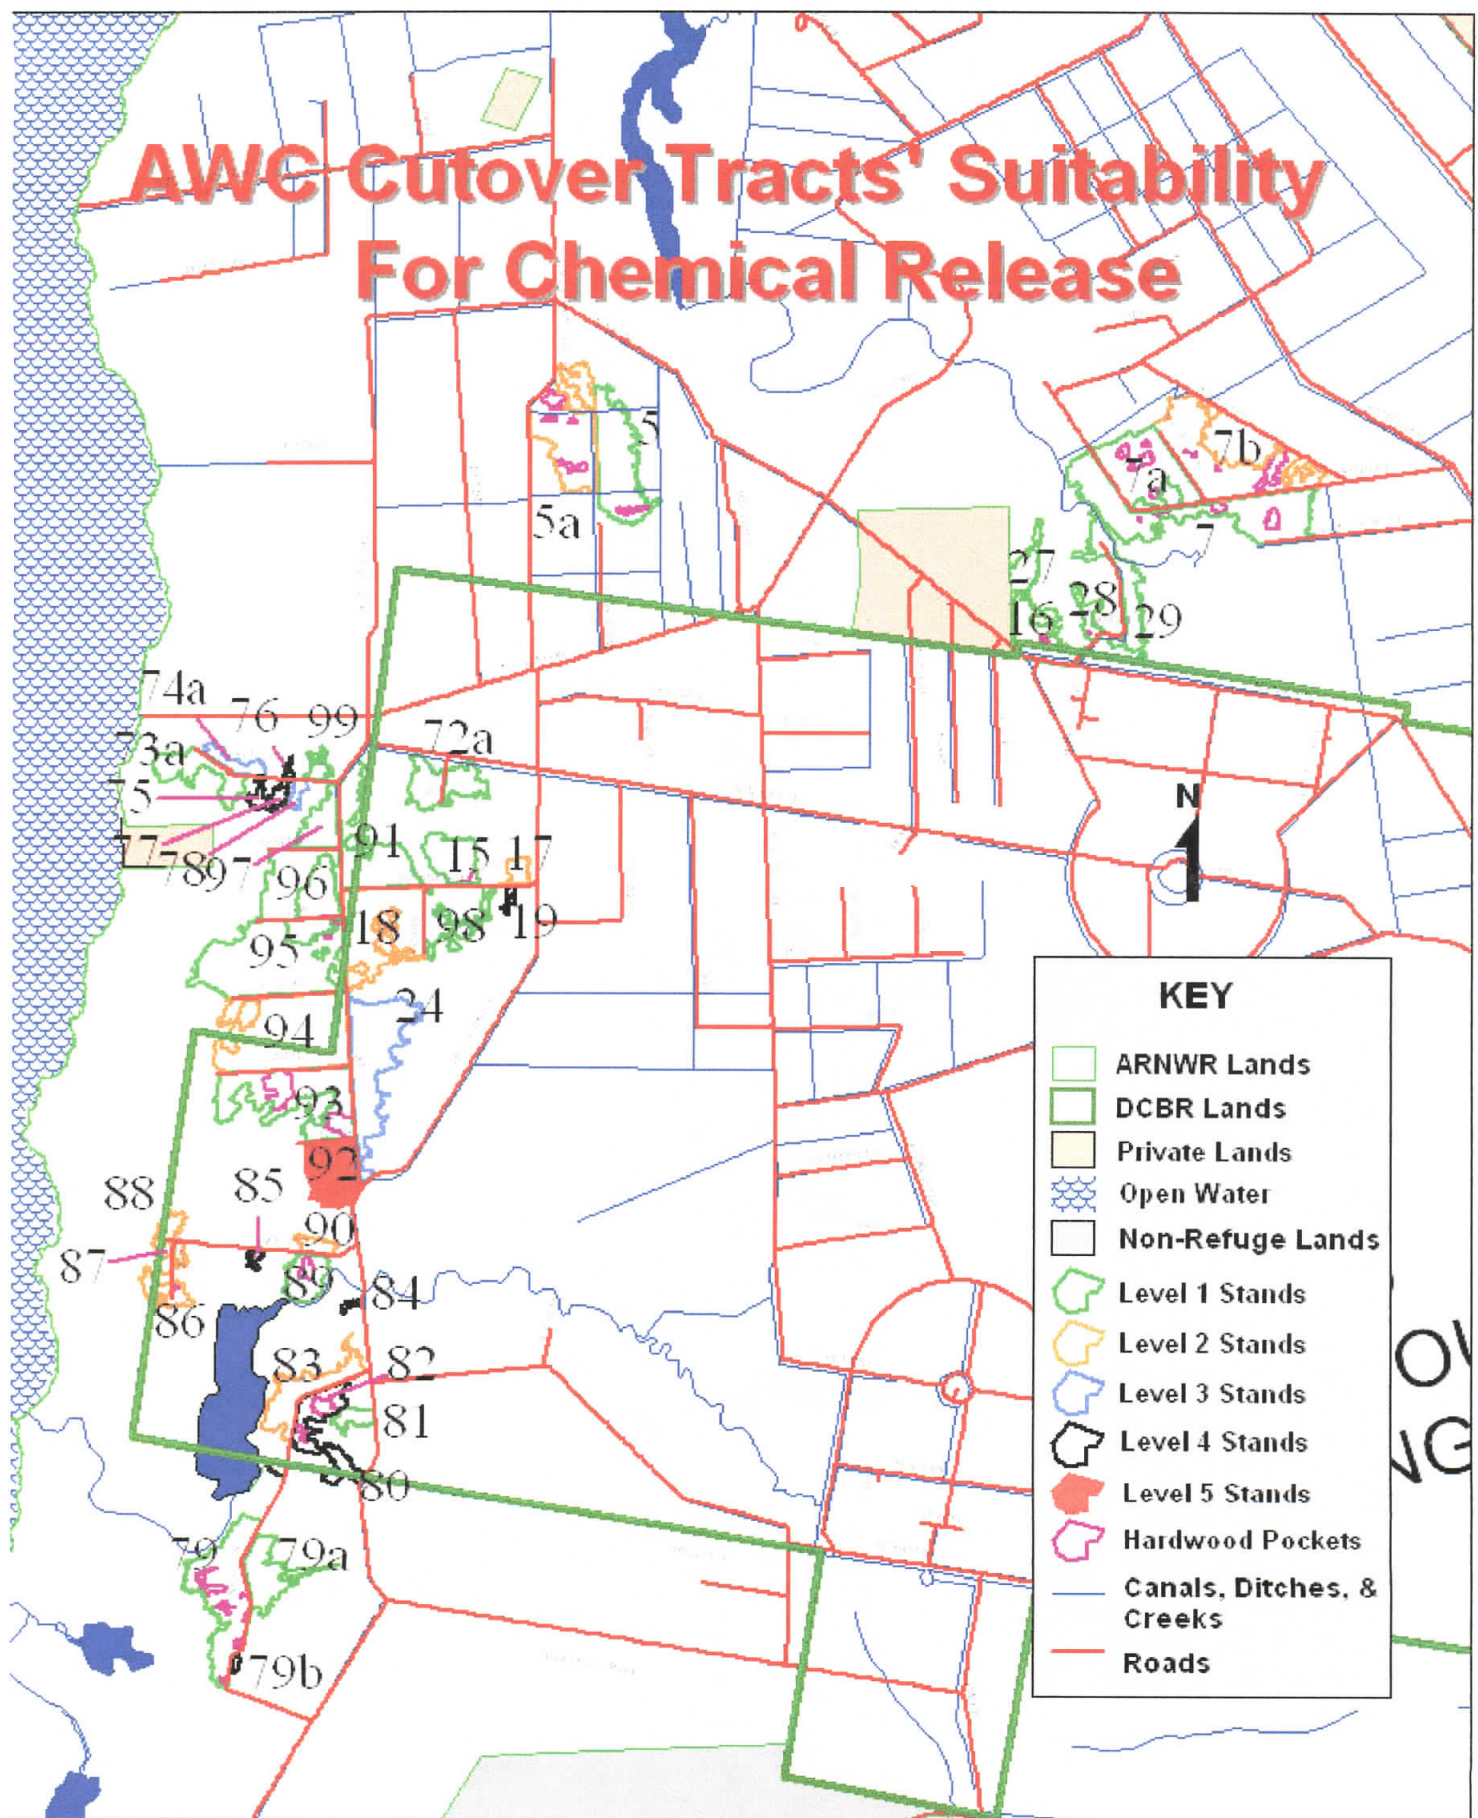 AWC Cutover Tracts' Suitability
For Chemical Release
5
7b
7a
5a
7
27
28
16
29
74a
76
99
73a
72a
75
91
15
17
77
78
97
96
18
98
19
95
24
94
93
92
88
85
90
87
89
84
86
83
82
81
80
79
79a
79b
N
KEY
ARNWR Lands
DCBR Lands
Private Lands
Open Water
Non-Refuge Lands
Level 1 Stands
Level 2 Stands
Level 3 Stands
Level 4 Stands
Level 5 Stands
Hardwood Pockets
Canals, Ditches, &
Creeks
Roads